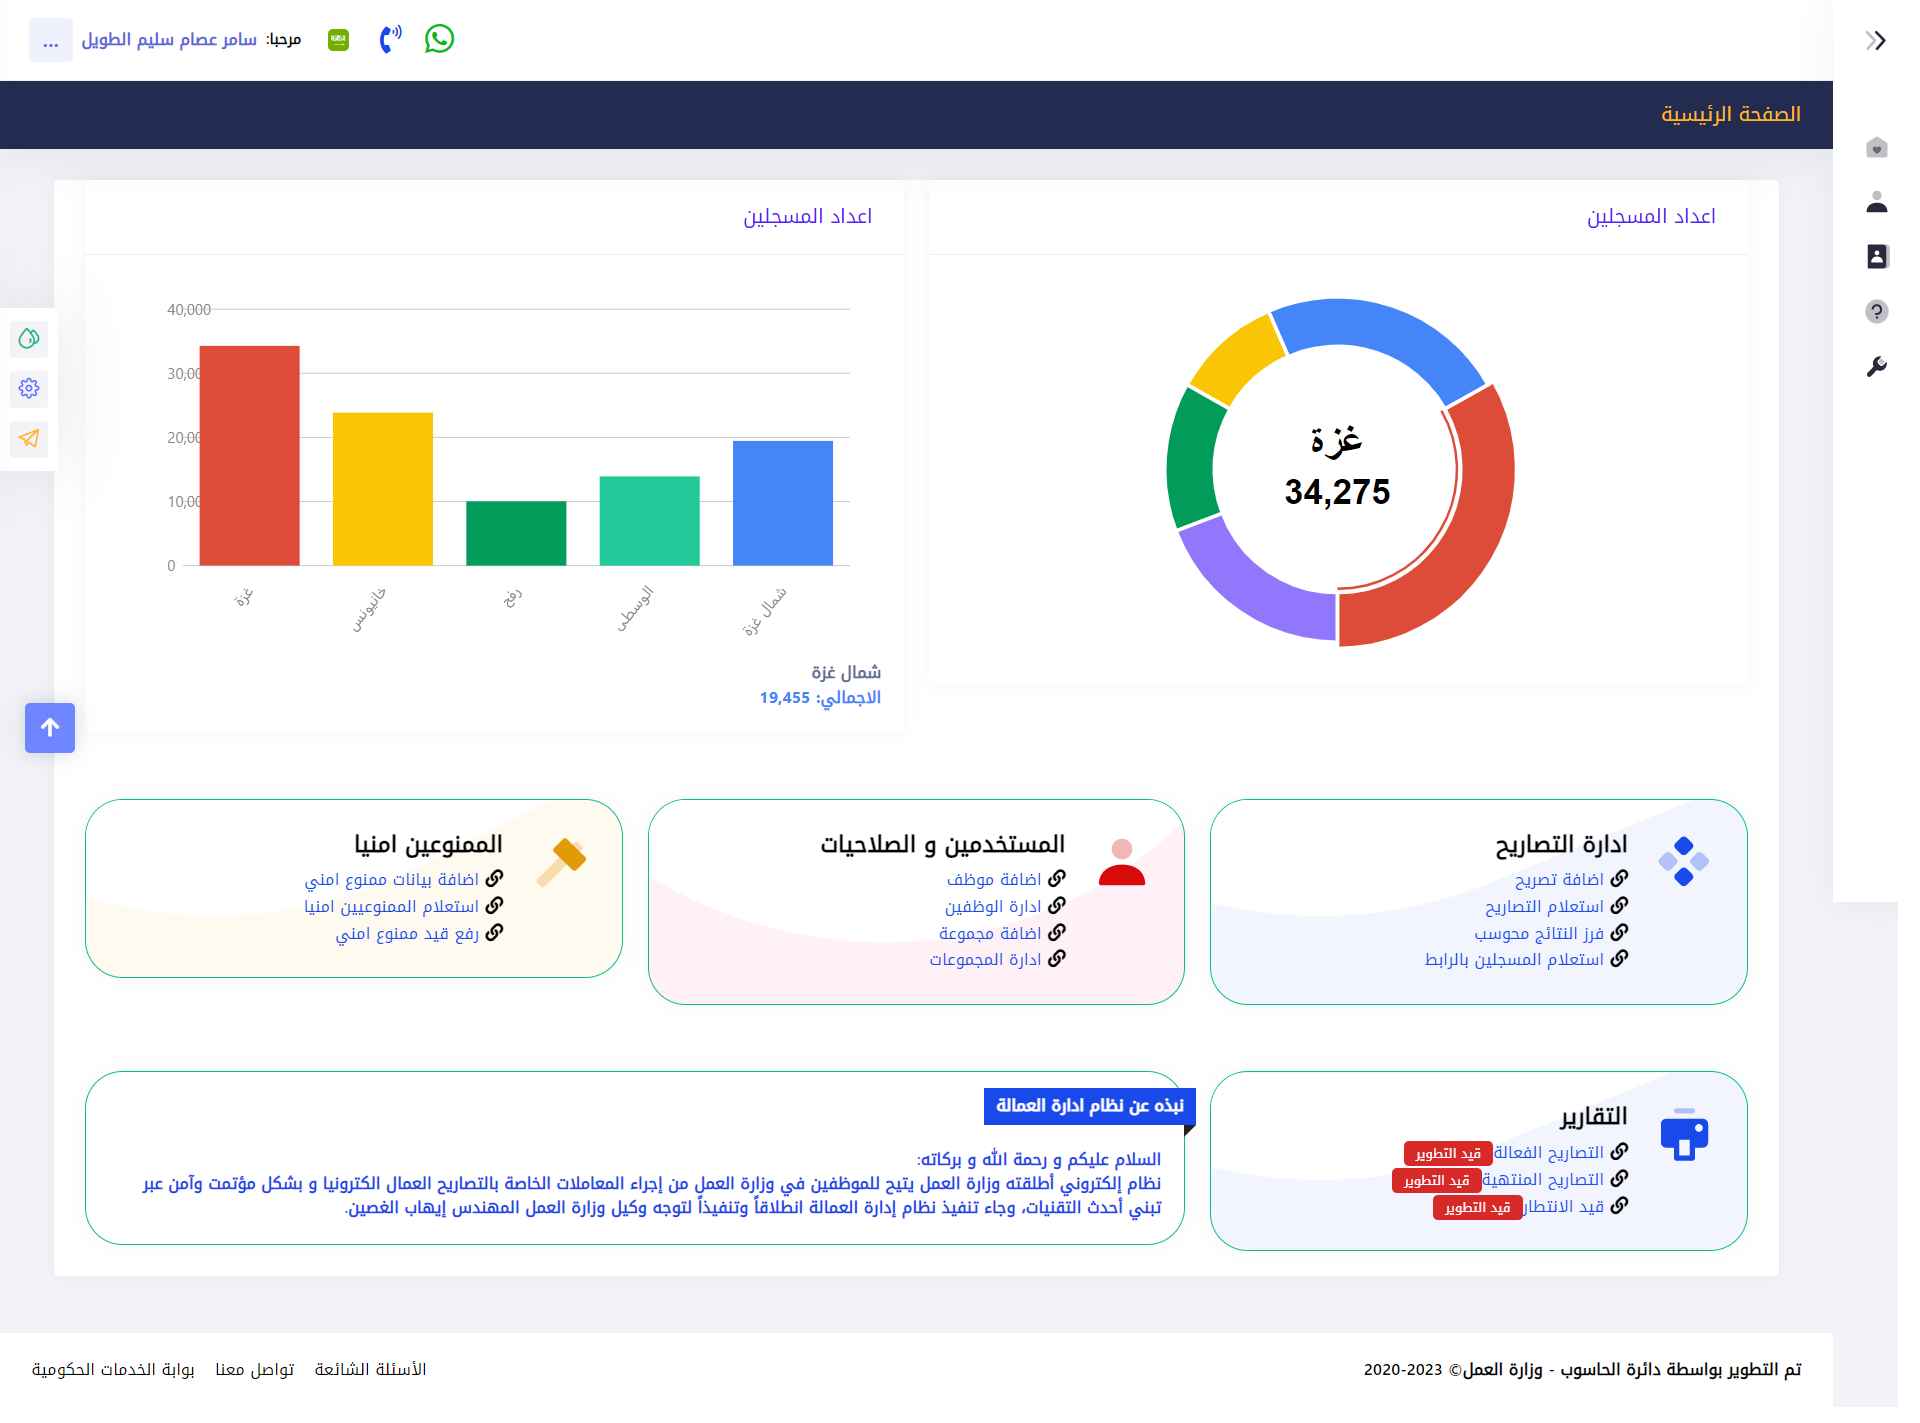 مرحبا: سامر عصام سليم الطويل ...
الصفحة الرئيسية
اعداد المسجلين
غزة
34,275
اعداد المسجلين
40,000
30,00
20,00
10,00
0
غزة
خانيونس
رفح
الوسطى
شمال غزة
شمال غزة
الاجمالي: 19,455
ادارة التصاريح
اضافة تصريح
استعلام التصاريح
فرز النتائج محوسب
استعلام المسجلين بالرابط
المستخدمين و الصلاحيات
اضافة موظف
ادارة الوظفين
اضافة مجموعة
ادارة المجموعات
الممنوعين امنيا
اضافة بيانات ممنوع امني
استعلام الممنوعيين امنيا
رفع قيد ممنوع امني
التقارير
التصاريح الفعالة قيد التطوير
التصاريح المنتهية قيد التطوير
قيد الانتظار قيد التطوير
نبذه عن نظام ادارة العمالة
السلام عليكم و رحمة الله و بركاته:
نظام إلكتروني أطلقته وزارة العمل يتيح للموظفين في وزارة العمل من إجراء المعاملات الخاصة بالتصاريح العمال الكترونيا و بشكل مؤتمت وآمن عبر
تبني أحدث التقنيات، وجاء تنفيذ نظام إدارة العمالة انطلاقاً وتنفيذاً لتوجه وكيل وزارة العمل المهندس إيهاب الغصين.
تم التطوير بواسطة دائرة الحاسوب - وزارة العمل© 2023-2020
الأسئلة الشائعة تواصل معنا بوابة الخدمات الحكومية